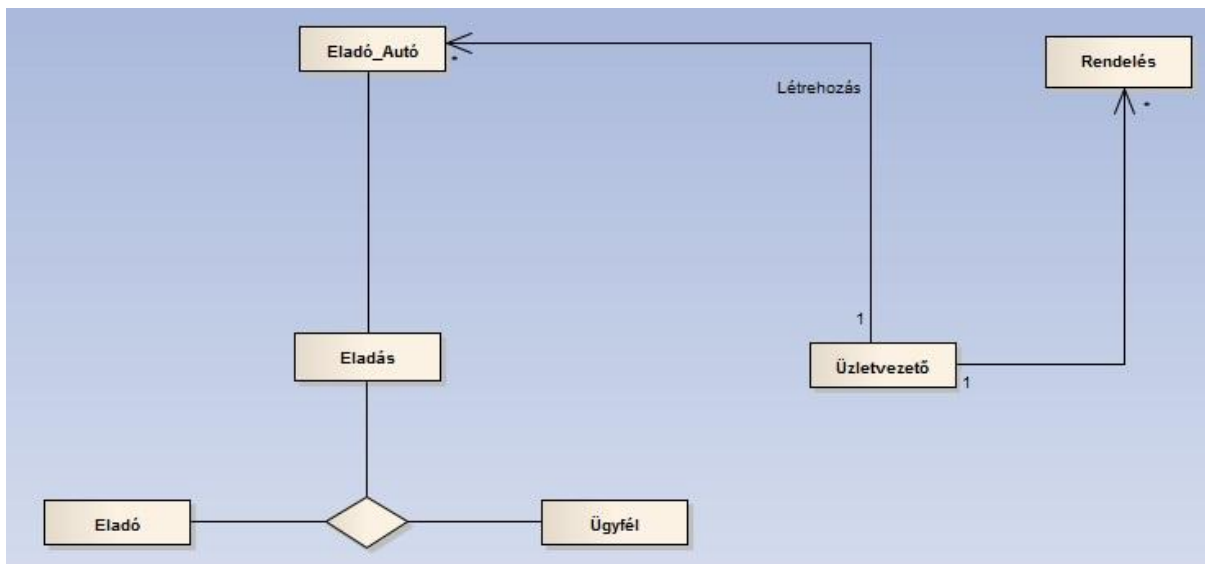 Eladó_Autó
*
Rendelés
*
Létrehozás
1
Eladás
Üzletvezető
1
Eladó
Ügyfél